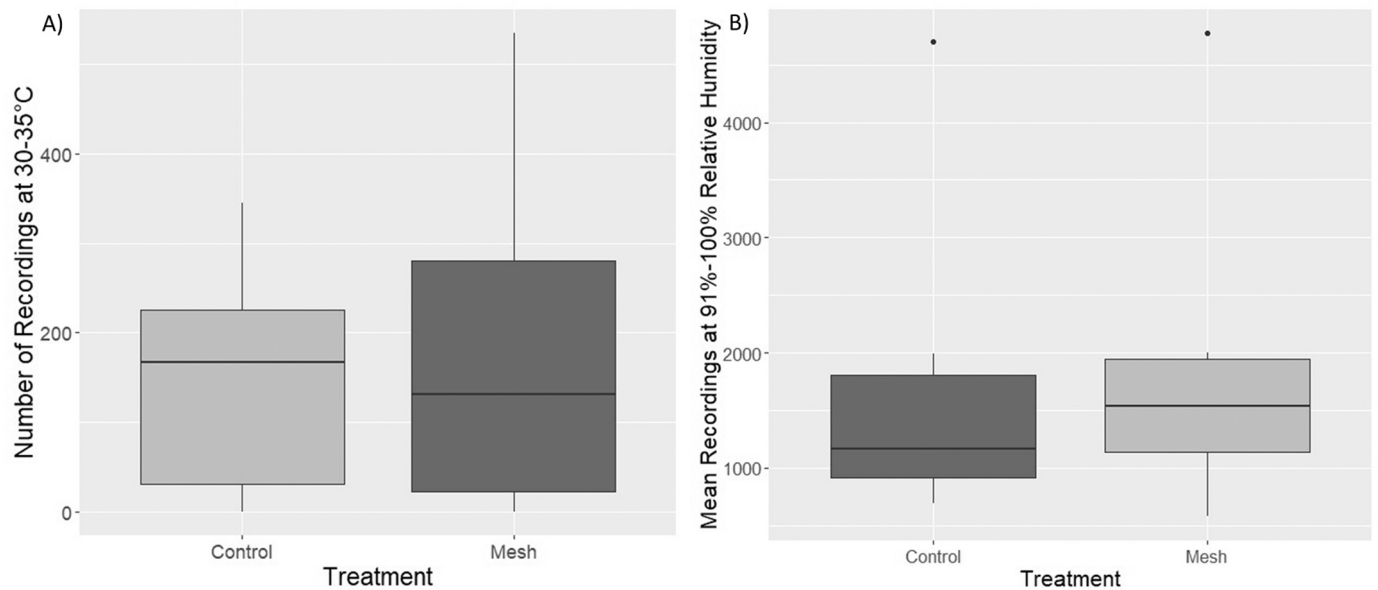 A)
Number of Recordings at 30-35°C
400
200
0
Control
Mesh
Treatment
B)
Mean Recordings at 91%-100% Relative Humidity
4000
3000
2000
1000
Control
Mesh
Treatment